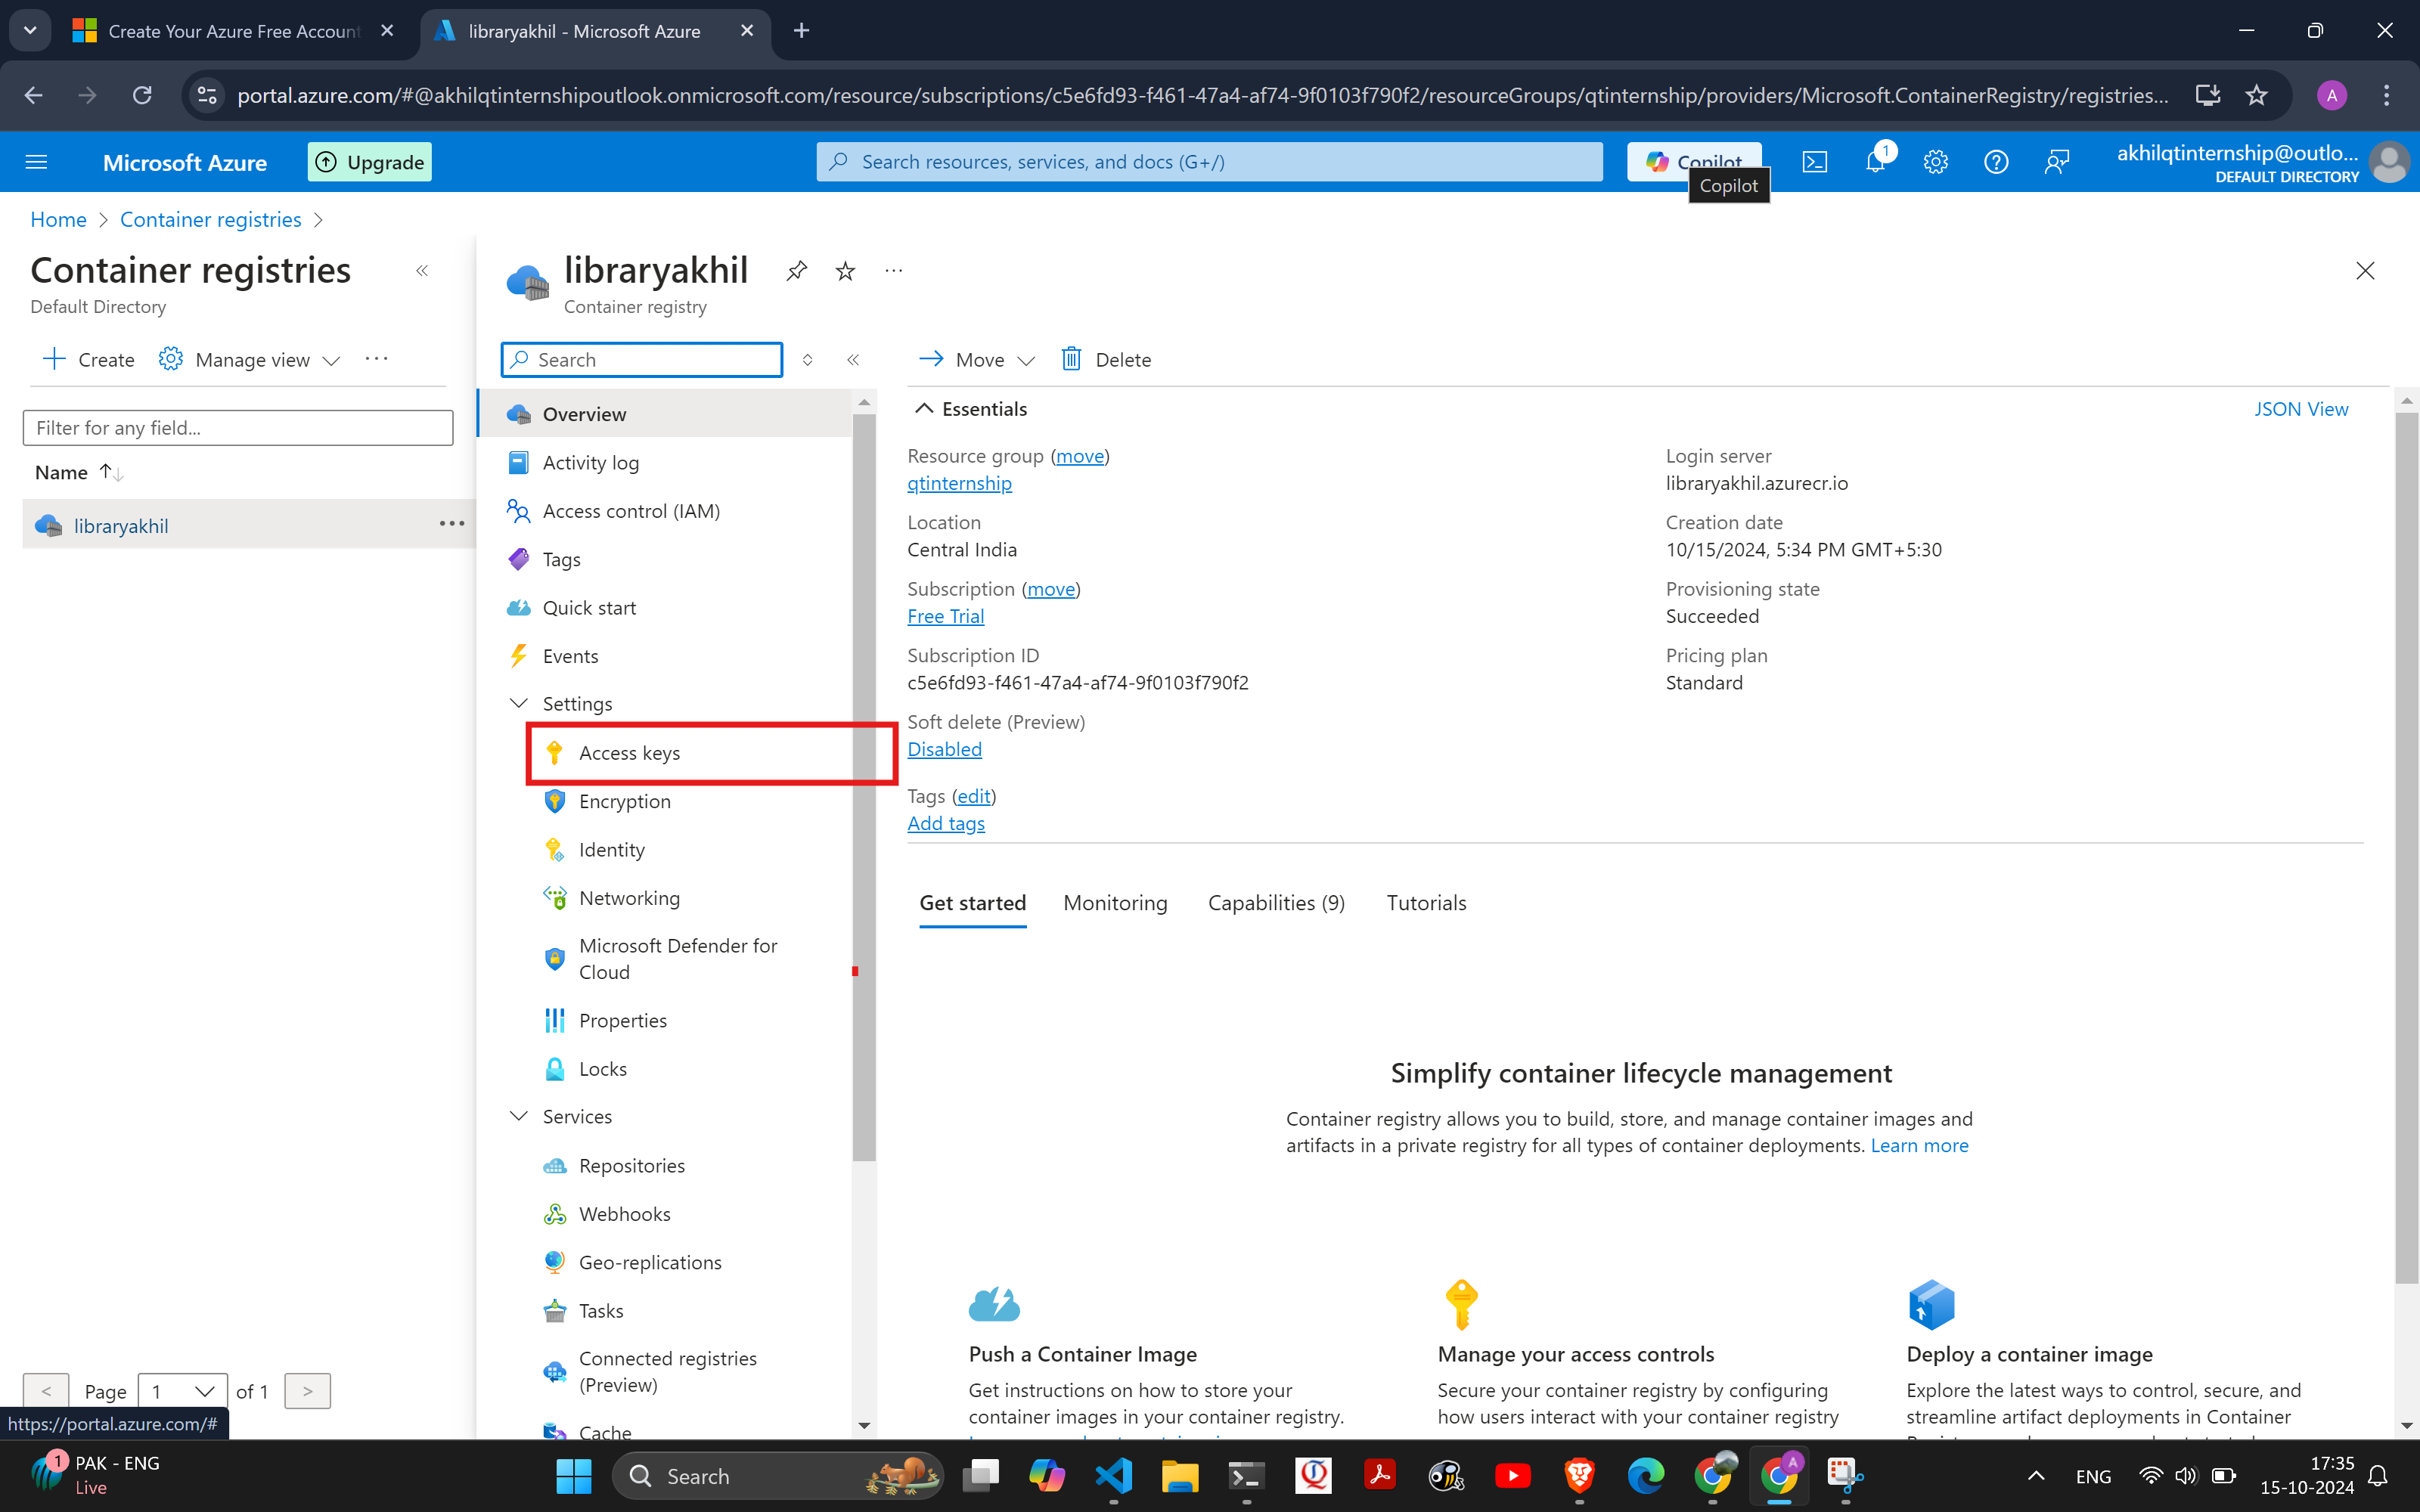 Create Your Azure Free Account
libraryakhil - Microsoft Azure
portal.azure.com/#@akhilqtinternshipoutlook.onmicrosoft.com/resource/subscriptions/c5e6fd93-f461-47a4-af74-9f0103f790f2/resourceGroups/qtinternship/providers/Microsoft.ContainerRegistry/registries...
A
Microsoft Azure
Upgrade
Search resources, services, and docs (G+/)
Copilot
1
akhilqtinternship@outlo...
DEFAULT DIRECTORY
Copilot
Home > Container registries >
Container registries
Default Directory
libraryakhil
Container registry
Create
Manage view
Search
Move
Delete
Filter for any field...
Name
libraryakhil
Overview
Activity log
Access control (IAM)
Tags
Quick start
Events
Settings
Access keys
Encryption
Identity
Networking
Microsoft Defender for
Cloud
Properties
Locks
Services
Repositories
Webhooks
Geo-replications
Tasks
Connected registries
(Preview)
Cache
Essentials
JSON View
Resource group (move)
qtinternship
Location
Central India
Subscription (move)
Free Trial
Subscription ID
c5e6fd93-f461-47a4-af74-9f0103f790f2
Soft delete (Preview)
Disabled
Tags (edit)
Add tags
Login server
libraryakhil.azurecr.io
Creation date
10/15/2024, 5:34 PM GMT+5:30
Provisioning state
Succeeded
Pricing plan
Standard
Get started
Monitoring
Capabilities (9)
Tutorials
Simplify container lifecycle management
Container registry allows you to build, store, and manage container images and
artifacts in a private registry for all types of container deployments. Learn more
Push a Container Image
Get instructions on how to store your
container images in your container registry.
Manage your access controls
Secure your container registry by configuring
how users interact with your container registry
Deploy a container image
Explore the latest ways to control, secure, and
streamline artifact deployments in Container
< Page 1 of 1 >
https://portal.azure.com/#
1
PAK - ENG
Live
Search
A
ENG
17:35
15-10-2024